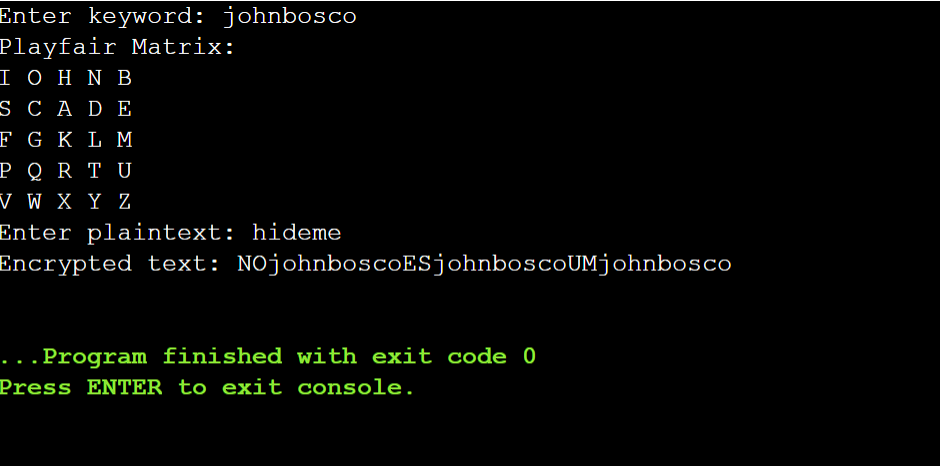 Enter keyword: johnbosco
Playfair Matrix:
I O H N B
S C A D E
F G K L M
P Q R T U
V W X Y Z
Enter plaintext: hideme
Encrypted text: NOjohnboscoESjohnboscoUMjohnbosco
...Program finished with exit code 0
Press ENTER to exit console.